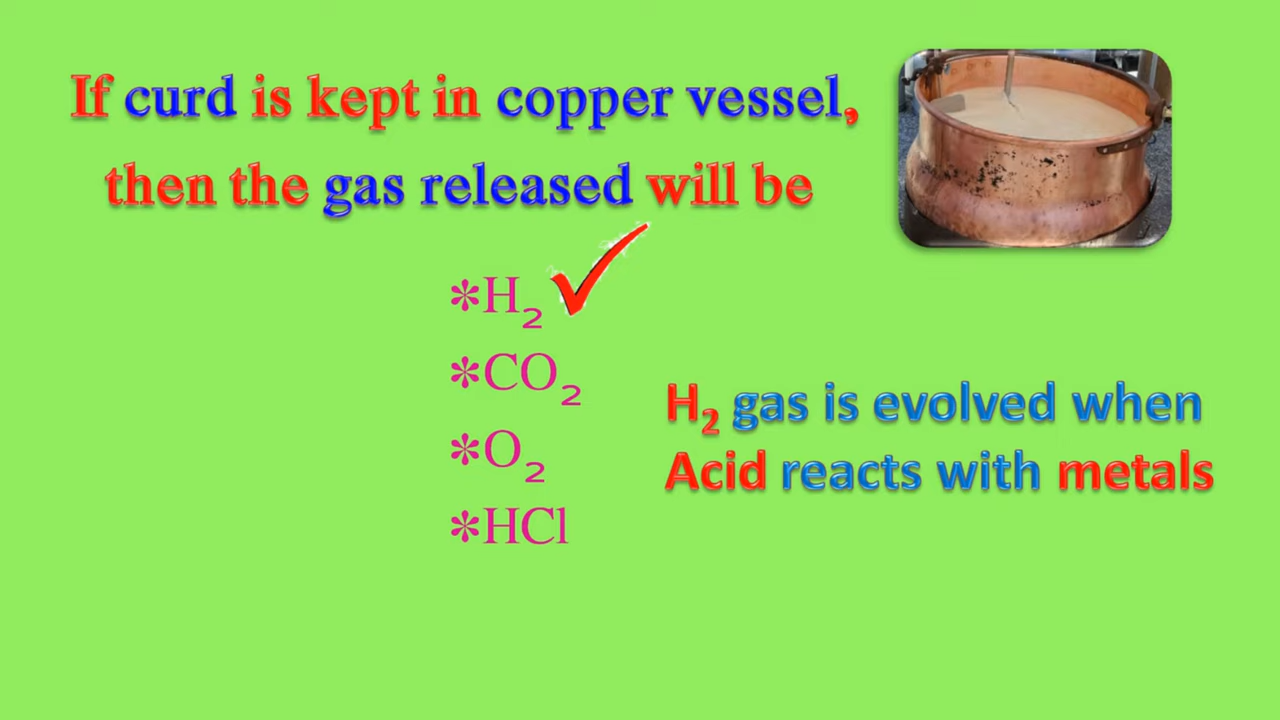 If curd is kept in copper vessel,
then the gas released will be
*H₂
*CO₂
*O₂
*HCl
H₂ gas is evolved when
Acid reacts with metals